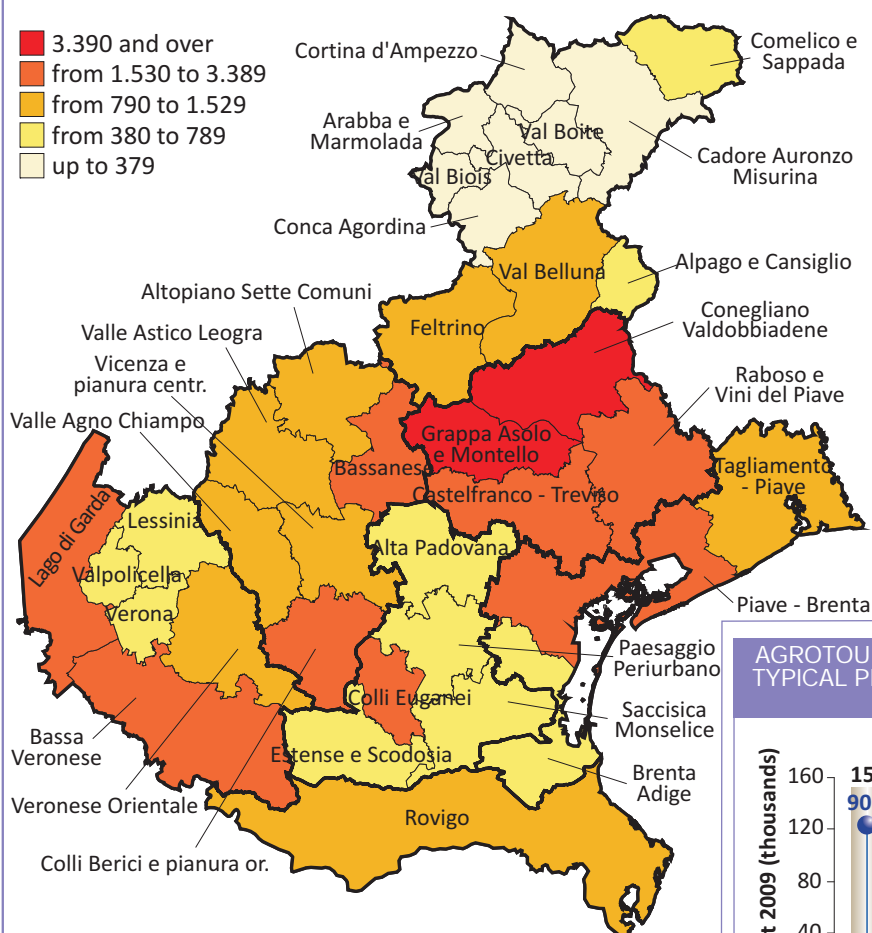 3.390 and over
from 1.530 to 3.389
from 790 to 1.529
from 380 to 789
up to 379
Cortina d'Ampezzo
Comelico e
Sappada
Arabba e
Marmolada
Val Boite
Civetta
Val Biois
Cadore Auronzo
Misurina
Conca Agordina
Val Belluna
Alpago e Cansiglio
Altopiano Sette Comuni
Feltrino
Conegliano
Valdobbiadene
Valle Astico Leogra
Vicenza e
pianura centr.
Raboso e
Vini del Piave
Valle Agno Chiampo
Grappa Asolo
e Montello
Bassanese
Tagliamento
- Piave
Castelfranco - Treviso
Lago di Garda
Lessinia
Alta Padovana
Valpolicella
Verona
Piave - Brenta
Paesaggio
Periurbano
Colli Euganei
Saccisica
Monselice
Bassa
Veronese
Estense e Scodosia
Brenta
Adige
Veronese Orientale
Rovigo
Colli Berici e pianura or.
AGROTOU
TYPICAL P
t 2009 (thousands)
160
120
80
40
15
90